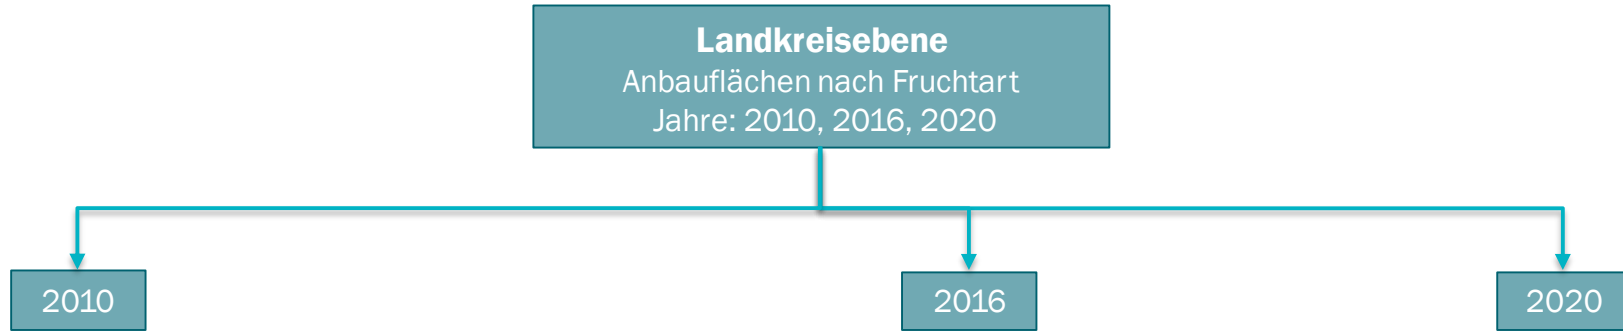 Landkreisebene
Anbauflächen nach Fruchtart
Jahre: 2010, 2016, 2020
2010
2016
2020